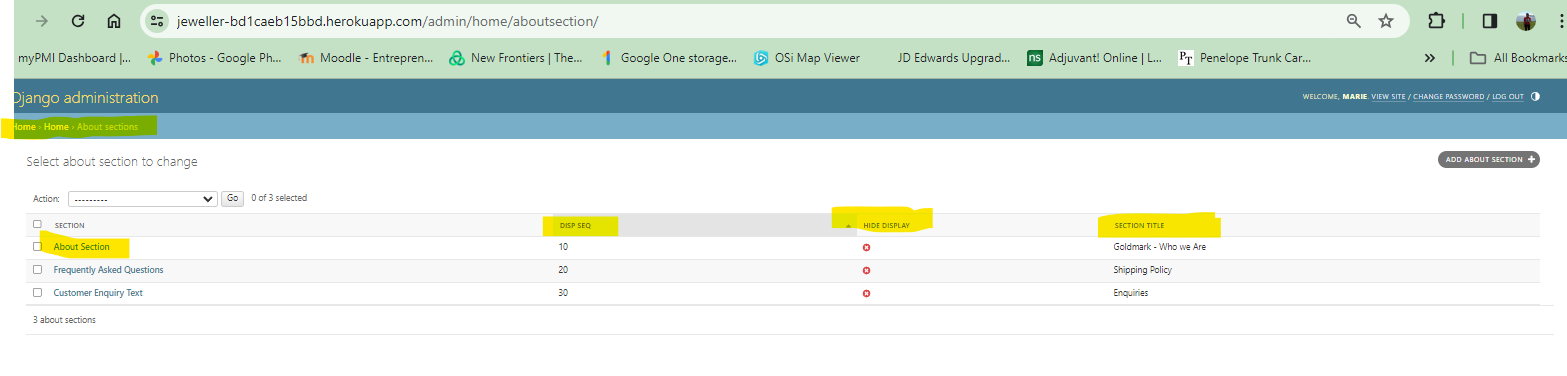 jeweller-bd1caeb15bbd.herokuapp.com/admin/home/aboutsection/
myPMI Dashboard |... Photos - Google Ph... Moodle - Entrepren... New Frontiers | The... Google One storage... OSi Map Viewer JD Edwards Upgrad... ns Adjuvant! Online | L... PT Penelope Trunk Car... » All Bookmarks
Django administration WELCOME, MARIE. VIEW SITE / CHANGE PASSWORD / LOG OUT
Home › Home › About sections
Select about section to change ADD ABOUT SECTION +
Action: --------- Go 0 of 3 selected
SECTION DISP SEQ HIDE DISPLAY SECTION TITLE
About Section 10 Goldmark - Who we Are
Frequently Asked Questions 20 Shipping Policy
Customer Enquiry Text 30 Enquiries
3 about sections